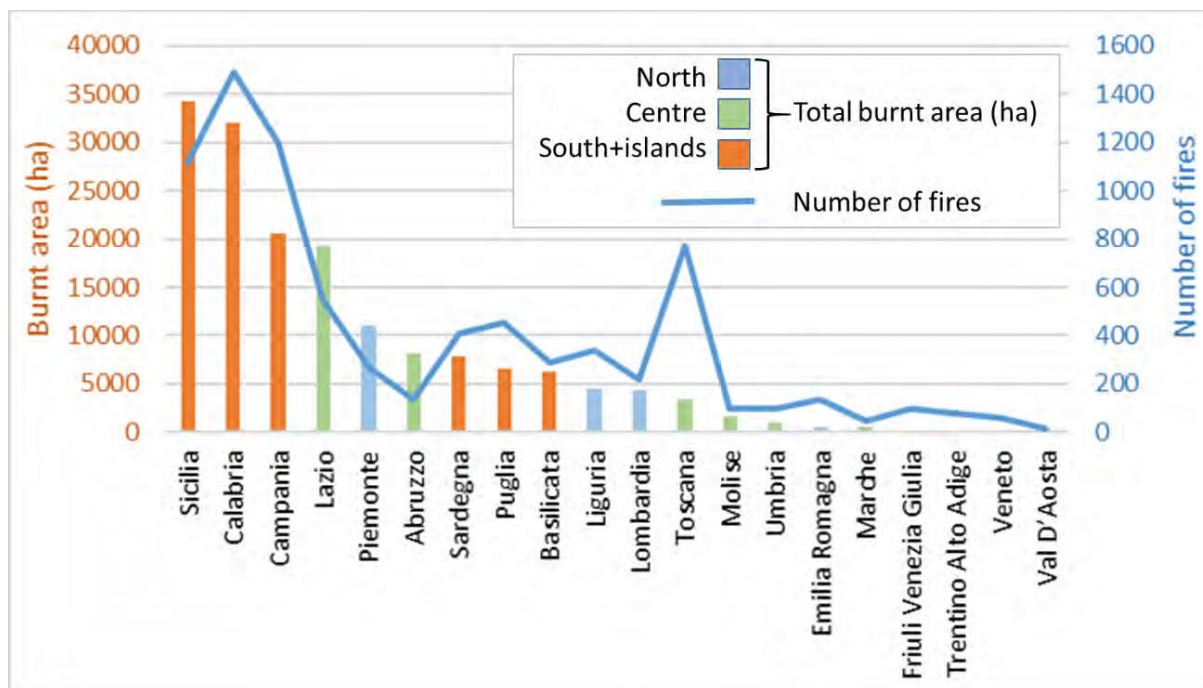 40000
35000
30000
25000
20000
15000
10000
5000
0
Burnt area (ha)
1600
1400
1200
1000
800
600
400
200
0
Number of fires
North
Centre
South+islands
Total burnt area (ha)
Number of fires
Sicilia
Calabria
Campania
Lazio
Piemonte
Abruzzo
Sardegna
Puglia
Basilicata
Liguria
Lombardia
Toscana
Molise
Umbria
Emilia Romagna
Marche
Friuli Venezia Giulia
Trentino Alto Adige
Veneto
Val D'Aosta